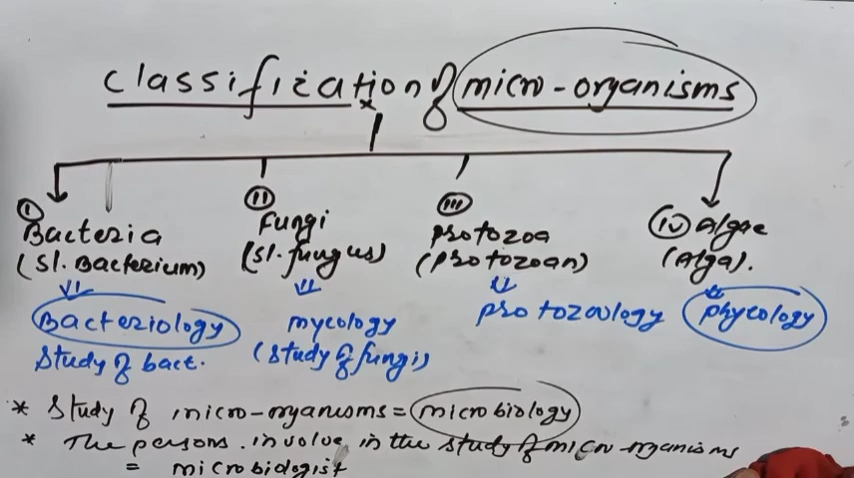 Classification of micro-organisms
(i) Bacteria (ii) Fungi (iii) Protozoa (iv) Algae
(Sl. Bacterium) (Sl. fungus) (Protozoan) (Alga).
Bacteriology mycology protozoology phycology
Study of bact. (Study of fungi)
* Study of micro-organisms = microbiology
* The persons involve in the study of micro-organisms
= microbiologist